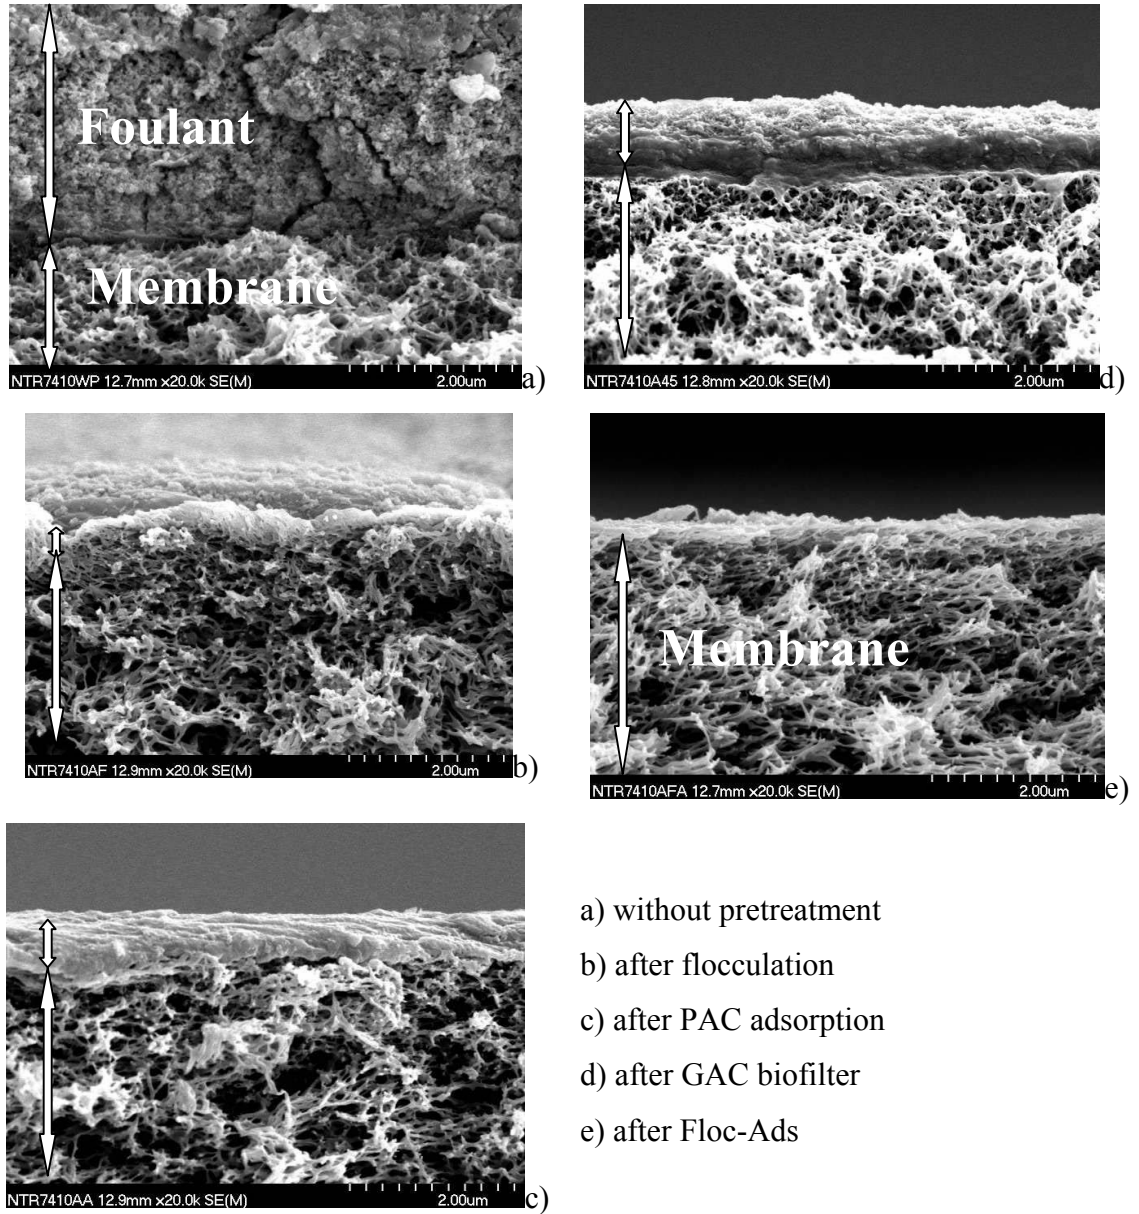 Foulant
Membrane
NTR7410WP 12.7mm x20.0k SE(M) 2.00um
a)
NTR7410A45 12.8mm x20.0k SE(M) 2.00um
d)
NTR7410AF 12.9mm x20.0k SE(M) 2.00um
b)
Membrane
NTR7410AFA 12.7mm x20.0k SE(M) 2.00um
e)
NTR7410AA 12.9mm x20.0k SE(M) 2.00um
c)
a) without pretreatment
b) after flocculation
c) after PAC adsorption
d) after GAC biofilter
e) after Floc-Ads